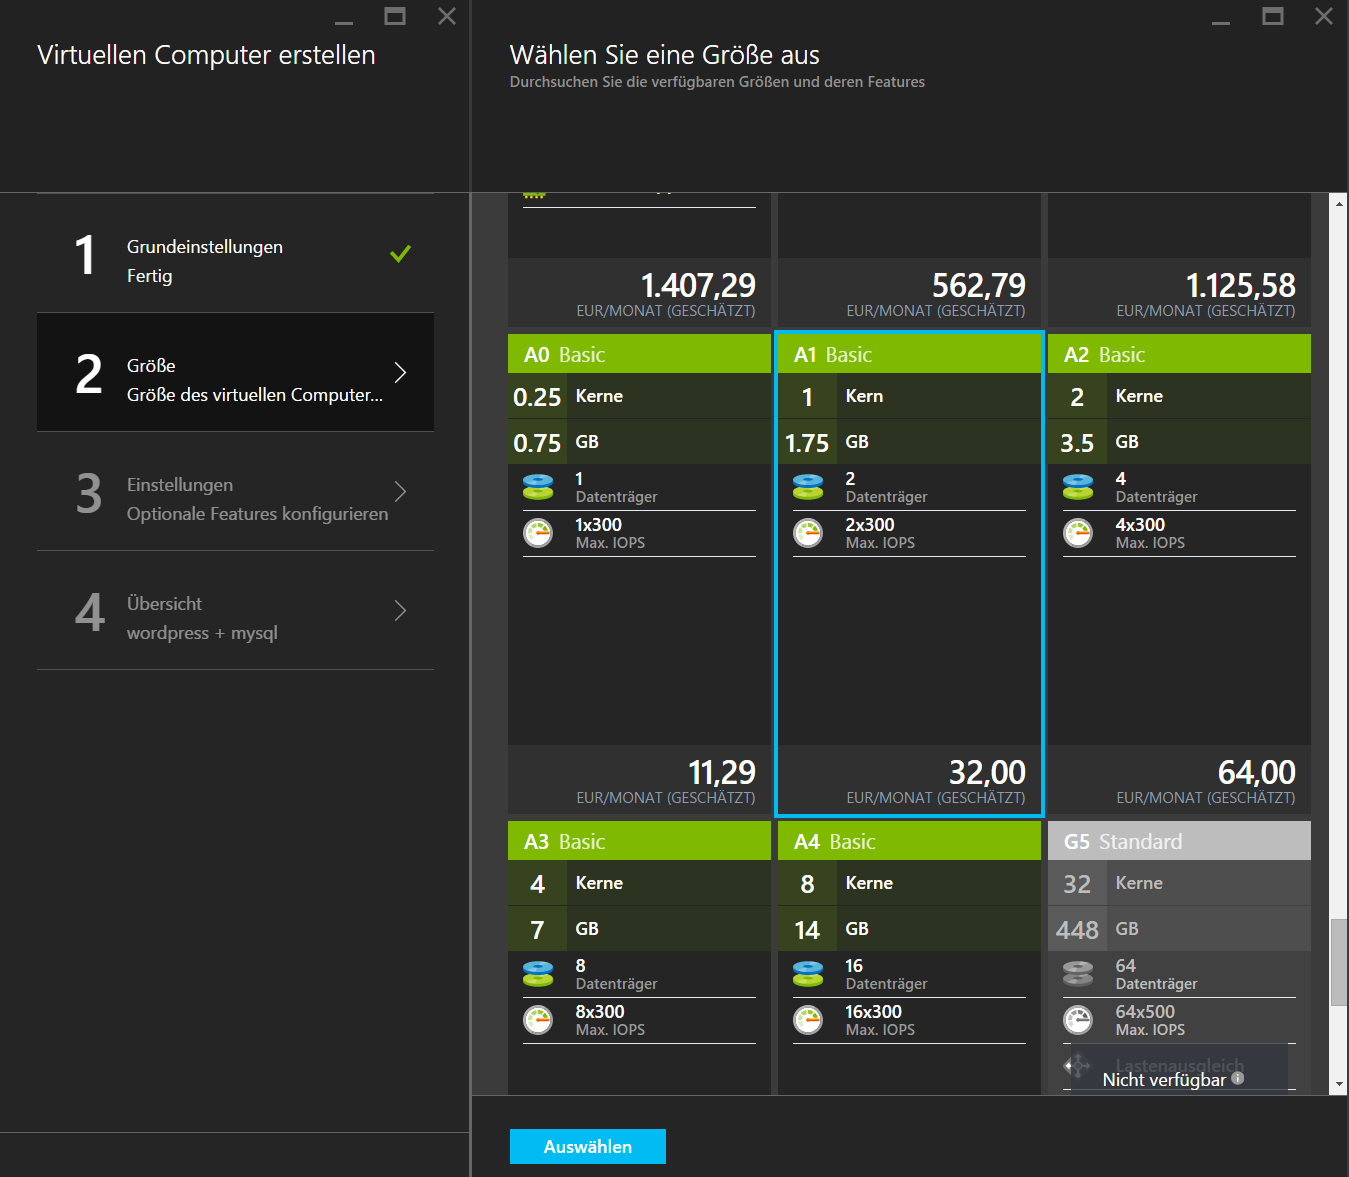 Virtuellen Computer erstellen
1
Grundeinstellungen
Fertig
2
Größe
Größe des virtuellen Computer...
3
Einstellungen
Optionale Features konfigurieren
4
Übersicht
wordpress + mysql
Wählen Sie eine Größe aus
Durchsuchen Sie die verfügbaren Größen und deren Features
1.407,29
EUR/MONAT (GESCHÄTZT)
562,79
EUR/MONAT (GESCHÄTZT)
1.125,58
EUR/MONAT (GESCHÄTZT)
A0 Basic
0.25 Kerne
0.75 GB
1
Datenträger
1x300
Max. IOPS
11,29
EUR/MONAT (GESCHÄTZT)
A1 Basic
1 Kern
1.75 GB
2
Datenträger
2x300
Max. IOPS
32,00
EUR/MONAT (GESCHÄTZT)
A2 Basic
2 Kerne
3.5 GB
4
Datenträger
4x300
Max. IOPS
64,00
EUR/MONAT (GESCHÄTZT)
A3 Basic
4 Kerne
7 GB
8
Datenträger
8x300
Max. IOPS
A4 Basic
8 Kerne
14 GB
16
Datenträger
16x300
Max. IOPS
G5 Standard
32 Kerne
448 GB
64
Datenträger
64x500
Max. IOPS
Lastenausgleich
Nicht verfügbar
Auswählen